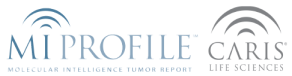 MI PROFILE™
MOLECULAR INTELLIGENCE TUMOR REPORT
CARIS
LIFE SCIENCES